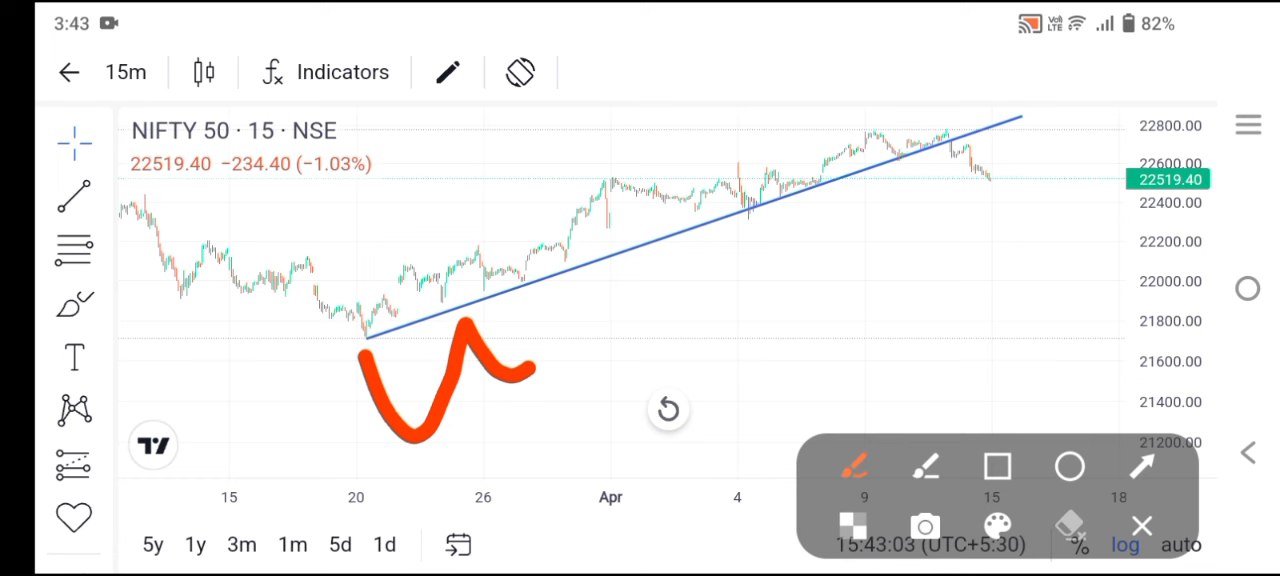 3:43 Vo) LTE 82%
15m Indicators
NIFTY 50 · 15 · NSE
22519.40 −234.40 (−1.03%)
22800.00
22600.00
22519.40
22400.00
22200.00
22000.00
21800.00
21600.00
21400.00
21200.00
15 20 26 Apr 4 9 15 18
5y 1y 3m 1m 5d 1d 15:43:03 (UTC+5:30) % log auto